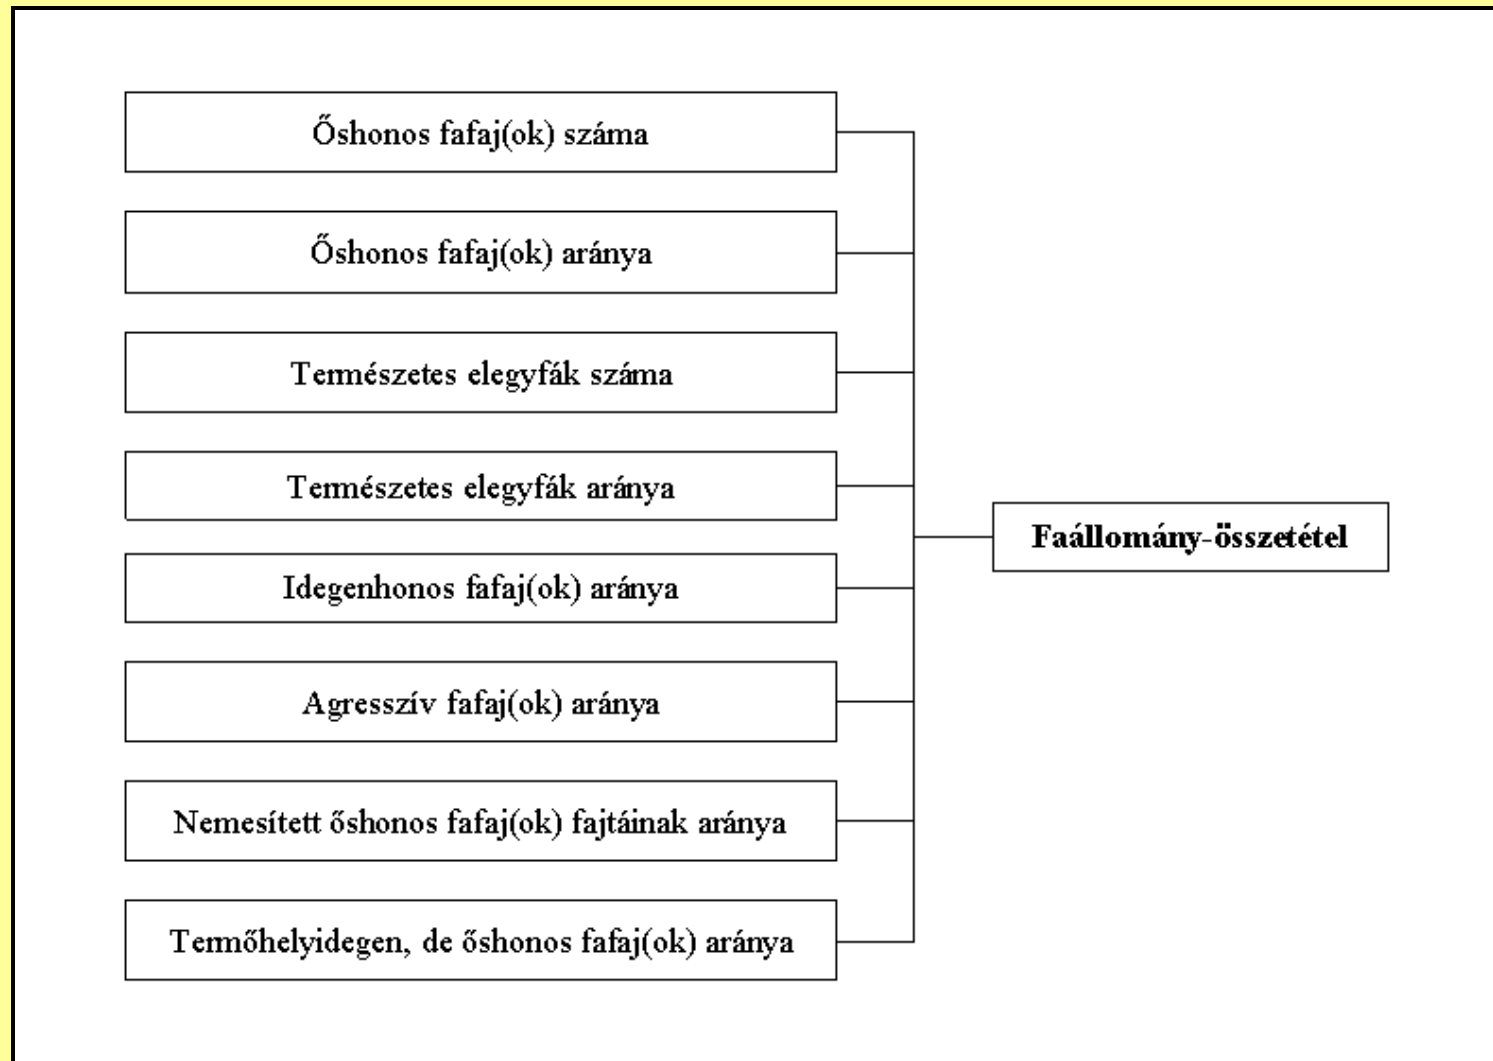 Őshonos fafaj(ok) száma
Őshonos fafaj(ok) aránya
Természetes elegyfák száma
Természetes elegyfák aránya
Idegenhonos fafaj(ok) aránya
Agresszív fafaj(ok) aránya
Nemesített őshonos fafaj(ok) fajtáinak aránya
Termőhelyidegen, de őshonos fafaj(ok) aránya
Faállomány-összetétel